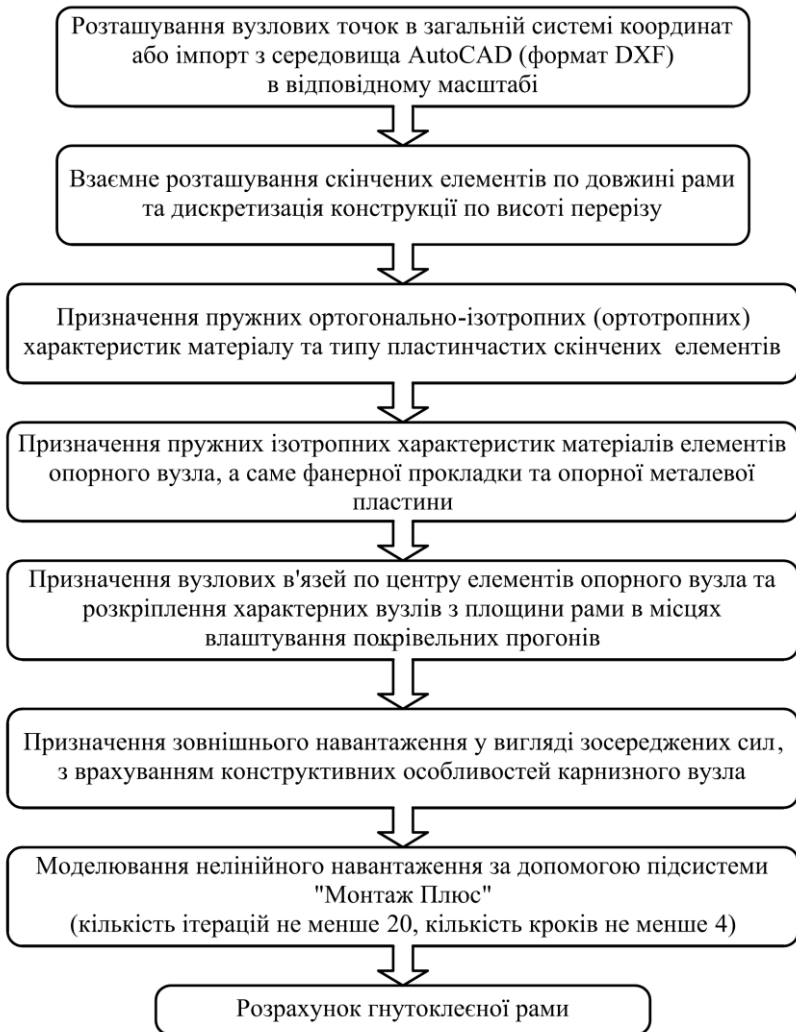 Розташування вузлових точок в загальній системі координат
або імпорт з середовища AutoCAD (формат DXF)
в відповідному масштабі
Взаємне розташування скінчених елементів по довжині рами
та дискретизація конструкції по висоті перерізу
Призначення пружних ортогонально-ізотропних (ортотропних)
характеристик матеріалу та типу пластинчастих скінчених елементів
Призначення пружних ізотропних характеристик матеріалів елементів
опорного вузла, а саме фанерної прокладки та опорної металевої
пластини
Призначення вузлових в'язей по центру елементів опорного вузла та
розкріплення характерних вузлів з площини рами в місцях
влаштування покрівельних прогонів
Призначення зовнішнього навантаження у вигляді зосереджених сил,
з врахуванням конструктивних особливостей карнизного вузла
Моделювання нелінійного навантаження за допомогою підсистеми
"Монтаж Плюс"
(кількість ітерацій не менше 20, кількість кроків не менше 4)
Розрахунок гнутоклеєної рами